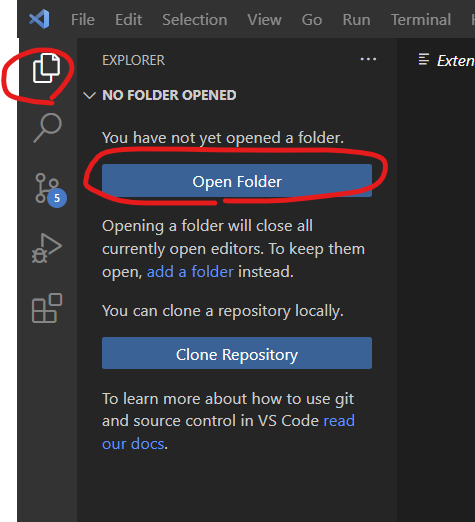 File Edit Selection View Go Run Terminal
EXPLORER ...
Exten
NO FOLDER OPENED
You have not yet opened a folder.
Open Folder
5
Opening a folder will close all
currently open editors. To keep them
open, add a folder instead.
You can clone a repository locally.
Clone Repository
To learn more about how to use git
and source control in VS Code read
our docs.